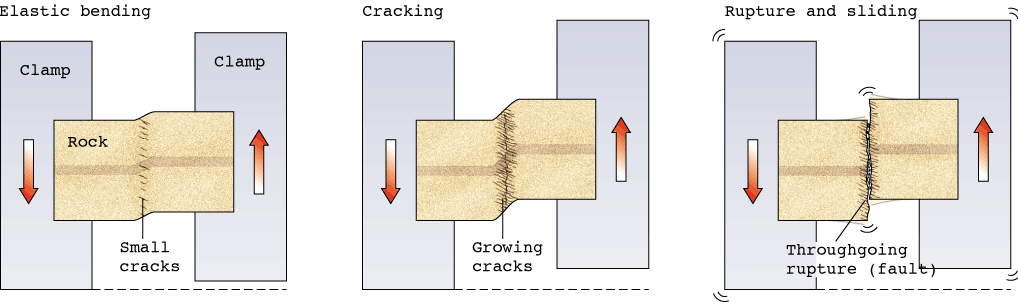 Elastic bending
Clamp
Clamp
Rock
Small
cracks
Cracking
Growing
cracks
Rupture and sliding
Throughgoing
rupture (fault)